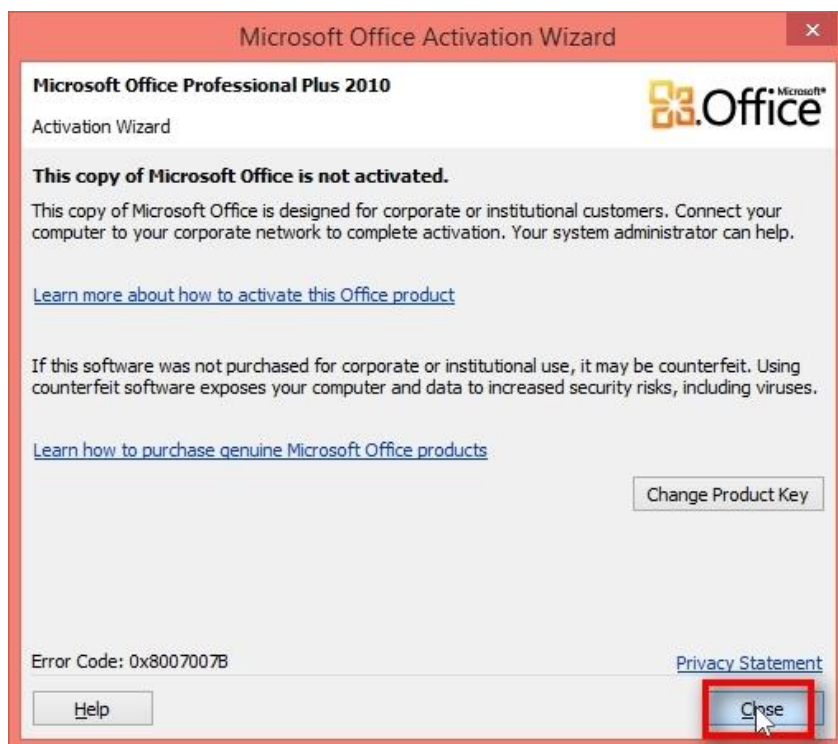 Microsoft Office Activation Wizard
Microsoft Office Professional Plus 2010
Activation Wizard
Microsoft®
Office
This copy of Microsoft Office is not activated.
This copy of Microsoft Office is designed for corporate or institutional customers. Connect your
computer to your corporate network to complete activation. Your system administrator can help.
Learn more about how to activate this Office product
If this software was not purchased for corporate or institutional use, it may be counterfeit. Using
counterfeit software exposes your computer and data to increased security risks, including viruses.
Learn how to purchase genuine Microsoft Office products
Change Product Key
Error Code: 0x8007007B
Privacy Statement
Help
Close